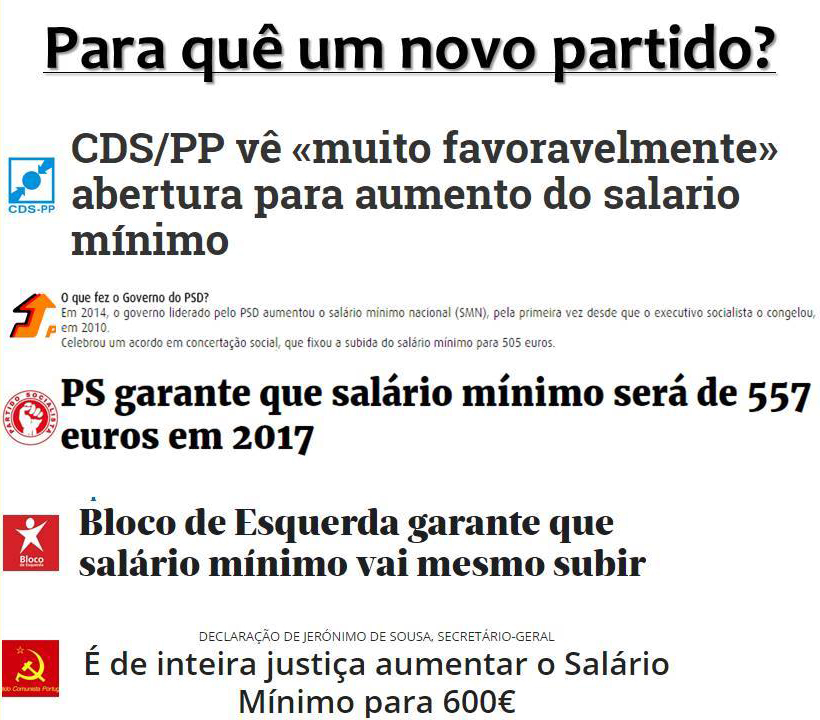 Para quê um novo partido?
CDS/PP vê «muito favoravelmente»
abertura para aumento do salario
mínimo
CDS-PP
O que fez o Governo do PSD?
Em 2014, o governo liderado pelo PSD aumentou o salário mínimo nacional (SMN), pela primeira vez desde que o executivo socialista o congelou,
em 2010.
Celebrou um acordo em concertação social, que fixou a subida do salário mínimo para 505 euros.
PARTIDO SOCIALISTA
PS garante que salário mínimo será de 557
euros em 2017
Bloco
de Esquerda
Bloco de Esquerda garante que
salário mínimo vai mesmo subir
DECLARAÇÃO DE JERÓNIMO DE SOUSA, SECRETÁRIO-GERAL
É de inteira justiça aumentar o Salário
Mínimo para 600€
ido Comunista Portug